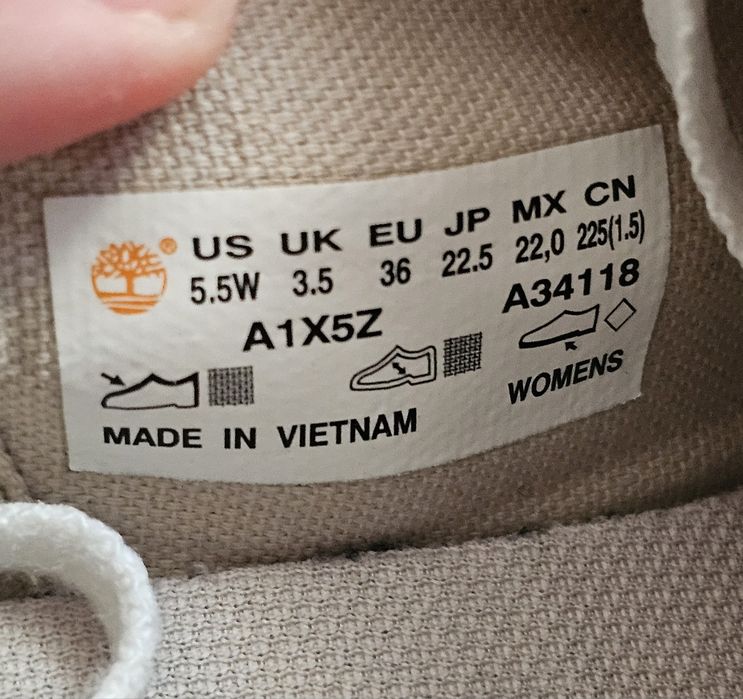 ® US UK EU JP MX CN
5.5W 3.5 36 22.5 22,0 225(1.5)
A1X5Z A34118
MADE IN VIETNAM WOMENS